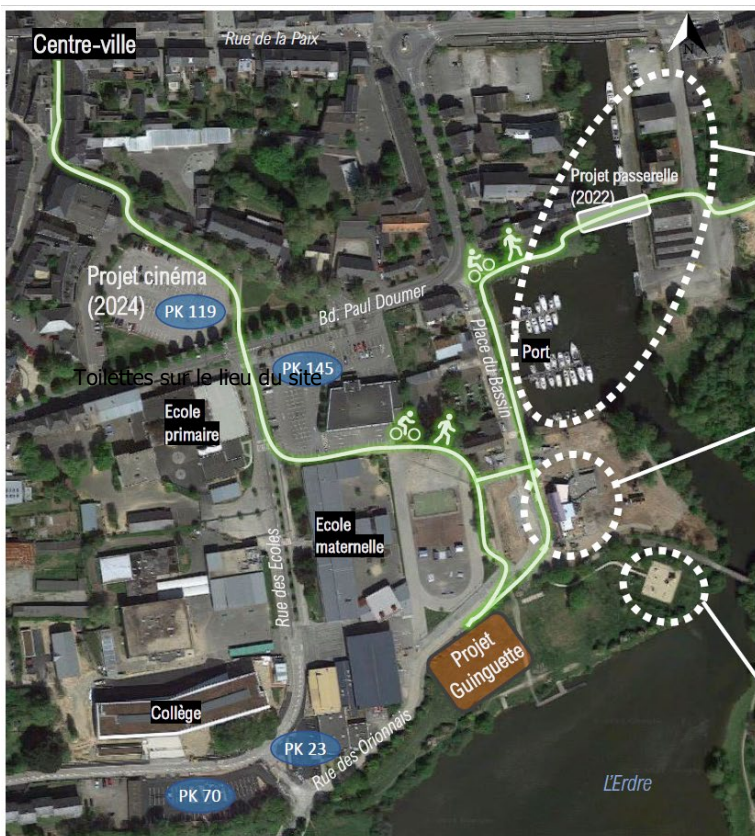 Centre-ville
Rue de la Paix
N
Projet passerelle
(2022)
Projet cinéma
(2024)
PK 119
Bd. Paul Doumer
Place du Bassin
Port
PK 145
Toilettes sur le lieu du site
Ecole
primaire
Ecole
maternelle
Rue des Ecoles
Projet
Guinguette
Collège
PK 23
Rue des Orionnais
PK 70
L'Erdre